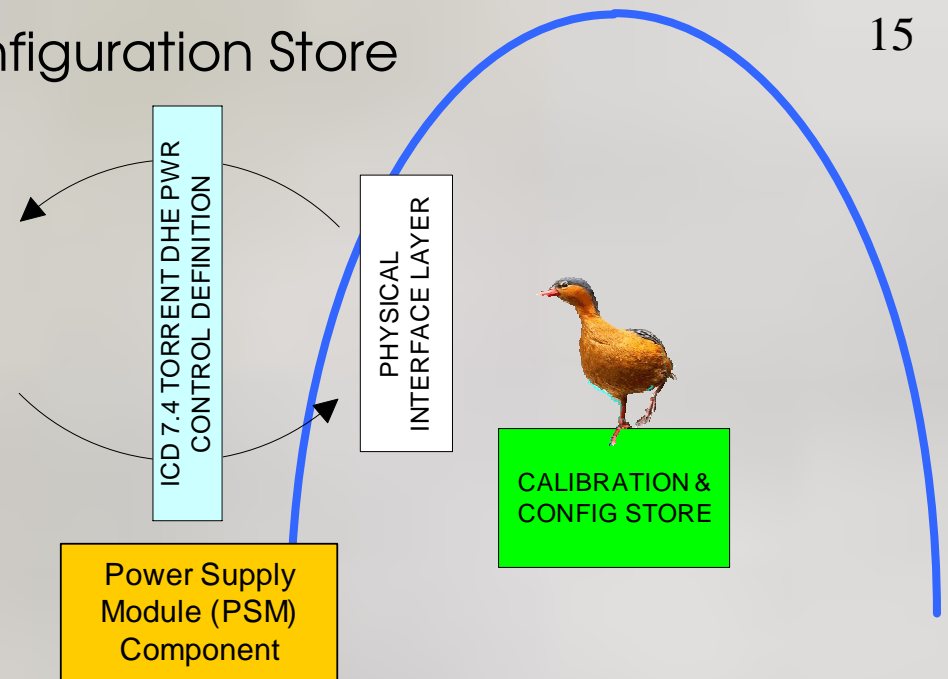 nfiguration Store
15
ICD 7.4 TORRENT DHE PWR
CONTROL DEFINITION
PHYSICAL
INTERFACE LAYER
CALIBRATION &
CONFIG STORE
Power Supply
Module (PSM)
Component